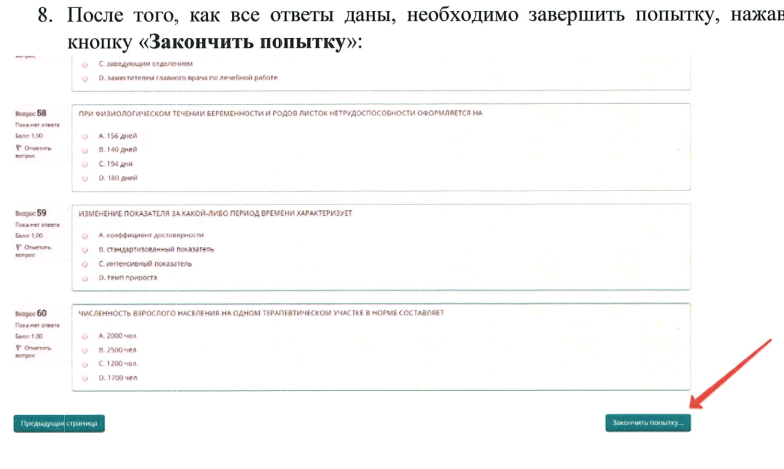 8. После того, как все ответы даны, необходимо завершить попытку, нажав
кнопку «Закончить попытку»:
C. заведующим отделением
D. заместителем главного врача по лечебной работе
Вопрос 58
Пока нет ответа
Балл: 1,00
Отметить
вопрос
ПРИ ФИЗИОЛОГИЧЕСКОМ ТЕЧЕНИИ БЕРЕМЕННОСТИ И РОДОВ ЛИСТОК НЕТРУДОСПОСОБНОСТИ ОФОРМЛЯЕТСЯ НА
A. 156 дней
B. 140 дней
C. 194 дня
D. 180 дней
Вопрос 59
Пока нет ответа
Балл: 1,00
Отметить
вопрос
ИЗМЕНЕНИЕ ПОКАЗАТЕЛЯ ЗА КАКОЙ-ЛИБО ПЕРИОД ВРЕМЕНИ ХАРАКТЕРИЗУЕТ
A. коэффициент достоверности
B. стандартизованный показатель
C. интенсивный показатель
D. темп прироста
Вопрос 60
Пока нет ответа
Балл: 1,00
Отметить
вопрос
ЧИСЛЕННОСТЬ ВЗРОСЛОГО НАСЕЛЕНИЯ НА ОДНОМ ТЕРАПЕВТИЧЕСКОМ УЧАСТКЕ В НОРМЕ СОСТАВЛЯЕТ
A. 2000 чел.
B. 2500 чел.
C. 1200 чел.
D. 1700 чел.
Предыдущая страница
Закончить попытку...